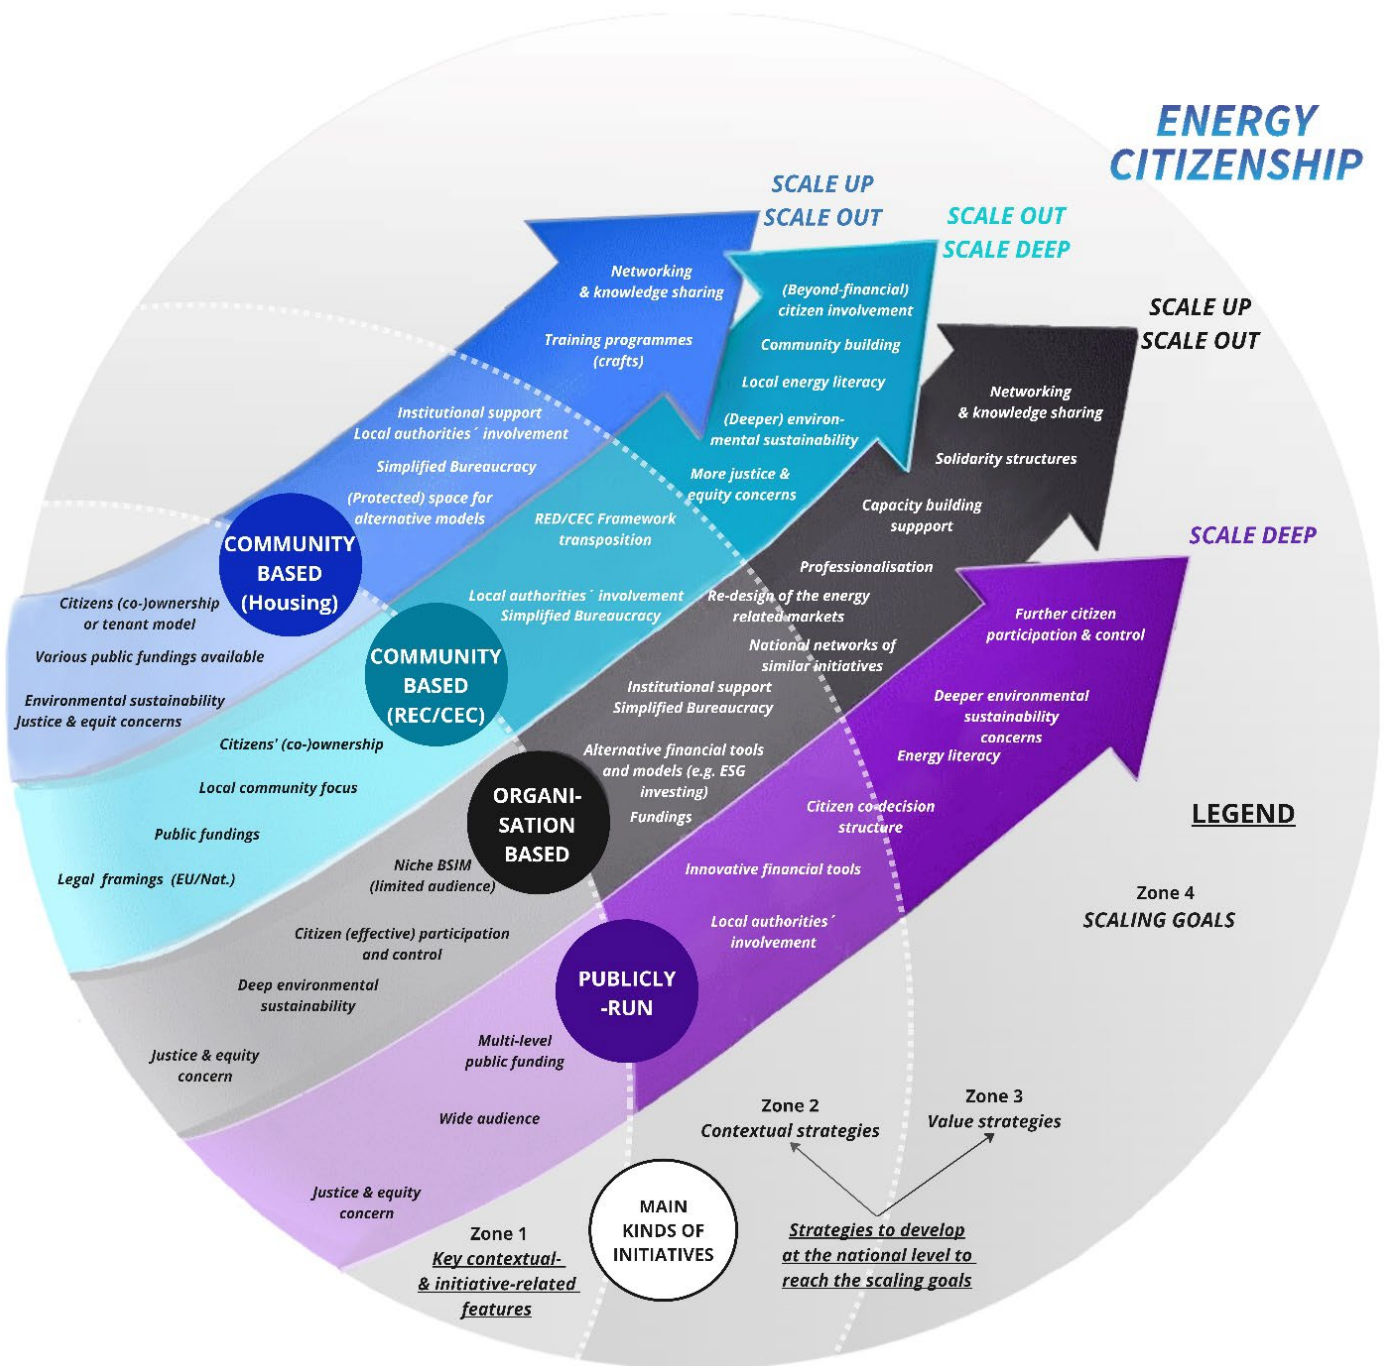 ENERGY
CITIZENSHIP
SCALE UP
SCALE OUT
Networking
& knowledge sharing
Training programmes
(crafts)
Institutional support
Local authorities´ involvement
Simplified Bureaucracy
(Protected) space for
alternative models
COMMUNITY
BASED
(Housing)
Citizens (co-)ownership
or tenant model
Various public fundings available
Environmental sustainability
Justice & equit concerns
SCALE OUT
SCALE DEEP
(Beyond-financial)
citizen involvement
Community building
Local energy literacy
(Deeper) environ-
mental sustainability
More justice &
equity concerns
RED/CEC Framework
transposition
Local authorities´ involvement
Simplified Bureaucracy
COMMUNITY
BASED
(REC/CEC)
Citizens' (co-)ownership
Local community focus
Public fundings
Legal framings (EU/Nat.)
SCALE UP
SCALE OUT
Networking
& knowledge sharing
Solidarity structures
Capacity building
suppport
Professionalisation
Re-design of the energy
related markets
National networks of
similar initiatives
Institutional support
Simplified Bureaucracy
Alternative financial tools
and models (e.g. ESG
investing)
Fundings
ORGANI-
SATION
BASED
Niche BSIM
(limited audience)
Citizen (effective) participation
and control
Deep environmental
sustainability
Justice & equity
concern
SCALE DEEP
Further citizen
participation & control
Deeper environmental
sustainability
concerns
Energy literacy
Citizen co-decision
structure
Innovative financial tools
Local authorities´
involvement
PUBLICLY
-RUN
Multi-level
public funding
Wide audience
Justice & equity
concern
LEGEND
Zone 4
SCALING GOALS
Zone 3
Value strategies
Zone 2
Contextual strategies
Strategies to develop
at the national level to
reach the scaling goals
MAIN
KINDS OF
INITIATIVES
Zone 1
Key contextual-
& initiative-related
features